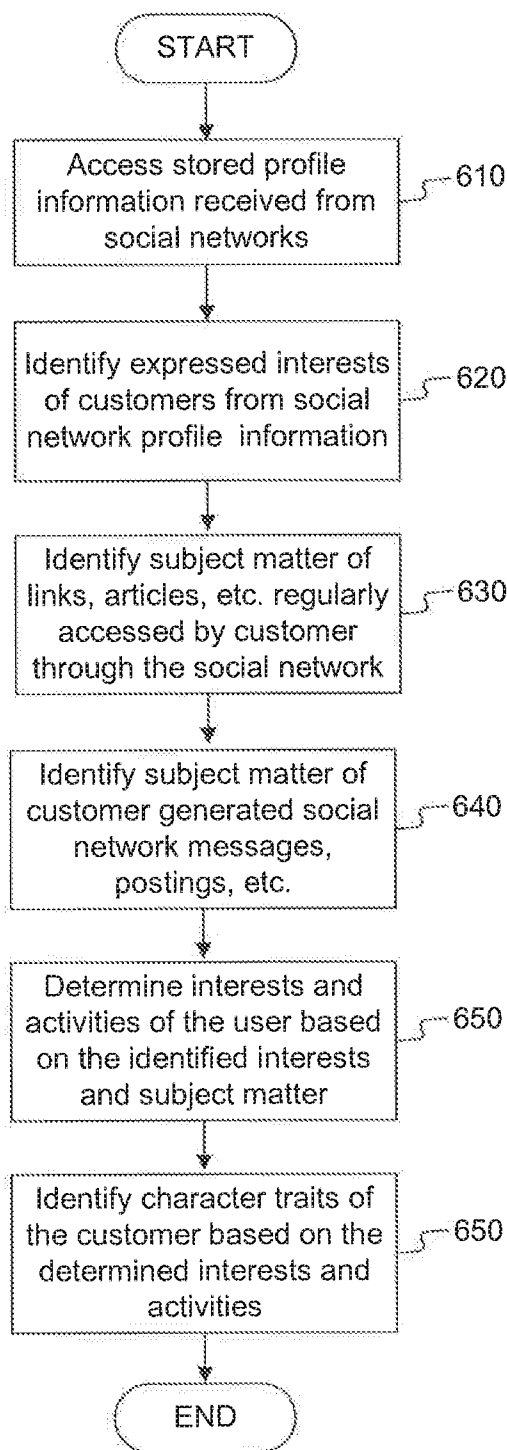 START
Access stored profile
information received from
social networks
610
Identify expressed interests
of customers from social
network profile information
620
Identify subject matter of
links, articles, etc. regularly
accessed by customer
through the social network
630
Identify subject matter of
customer generated social
network messages,
postings, etc.
640
Determine interests and
activities of the user based
on the identified interests
and subject matter
650
Identify character traits of
the customer based on the
determined interests and
activities
650
END